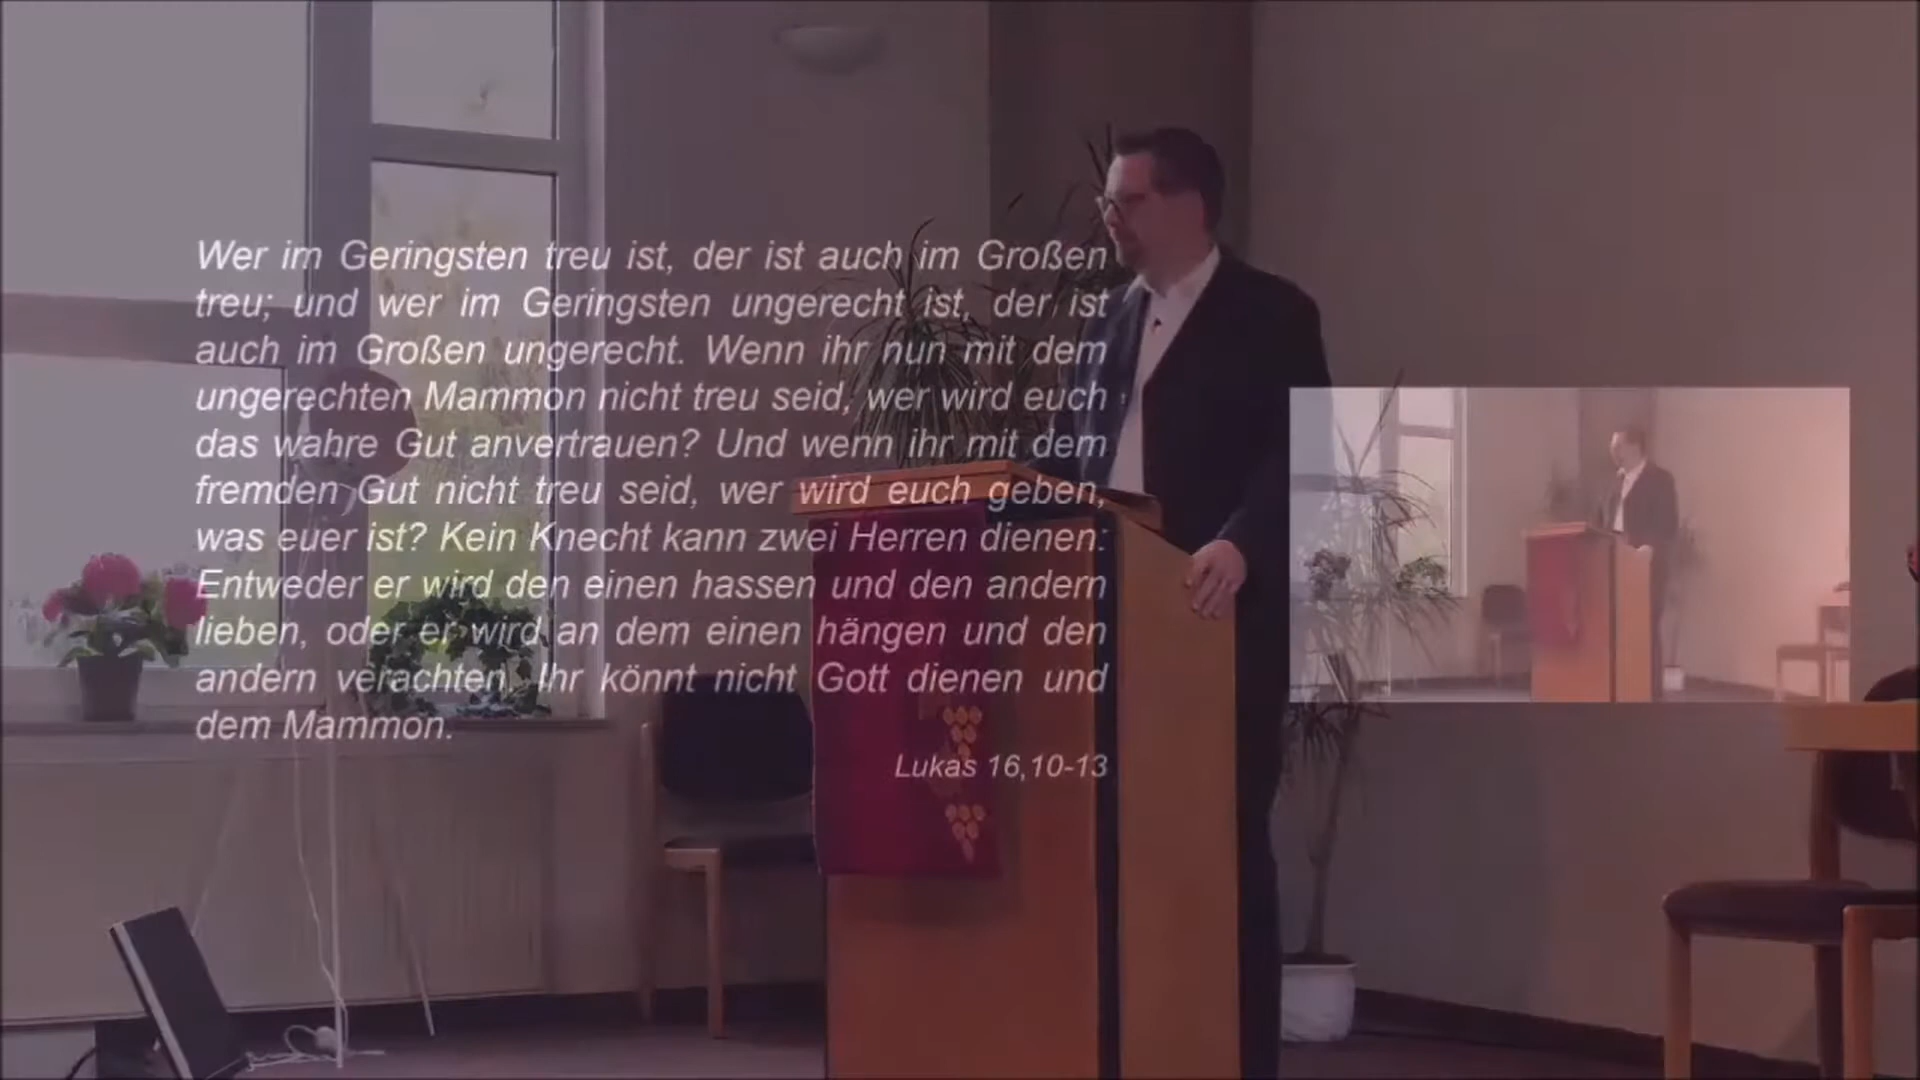 Wer im Geringsten treu ist, der ist auch im Großen
treu; und wer im Geringsten ungerecht ist, der ist
auch im Großen ungerecht. Wenn ihr nun mit dem
ungerechten Mammon nicht treu seid, wer wird euch
das wahre Gut anvertrauen? Und wenn ihr mit dem
fremden Gut nicht treu seid, wer wird euch geben,
was euer ist? Kein Knecht kann zwei Herren dienen:
Entweder er wird den einen hassen und den andern
lieben, oder er wird an dem einen hängen und den
andern verachten. Ihr könnt nicht Gott dienen und
dem Mammon.
Lukas 16,10-13